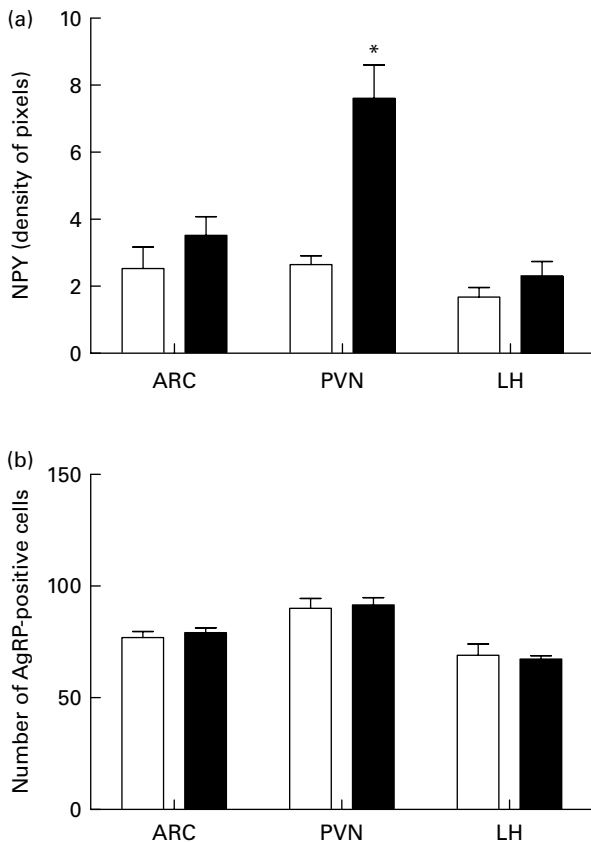 (a)
10
8
6
4
2
0
NPY (density of pixels)
*
ARC PVN LH
(b)
150
100
50
0
Number of AgRP-positive cells
ARC PVN LH